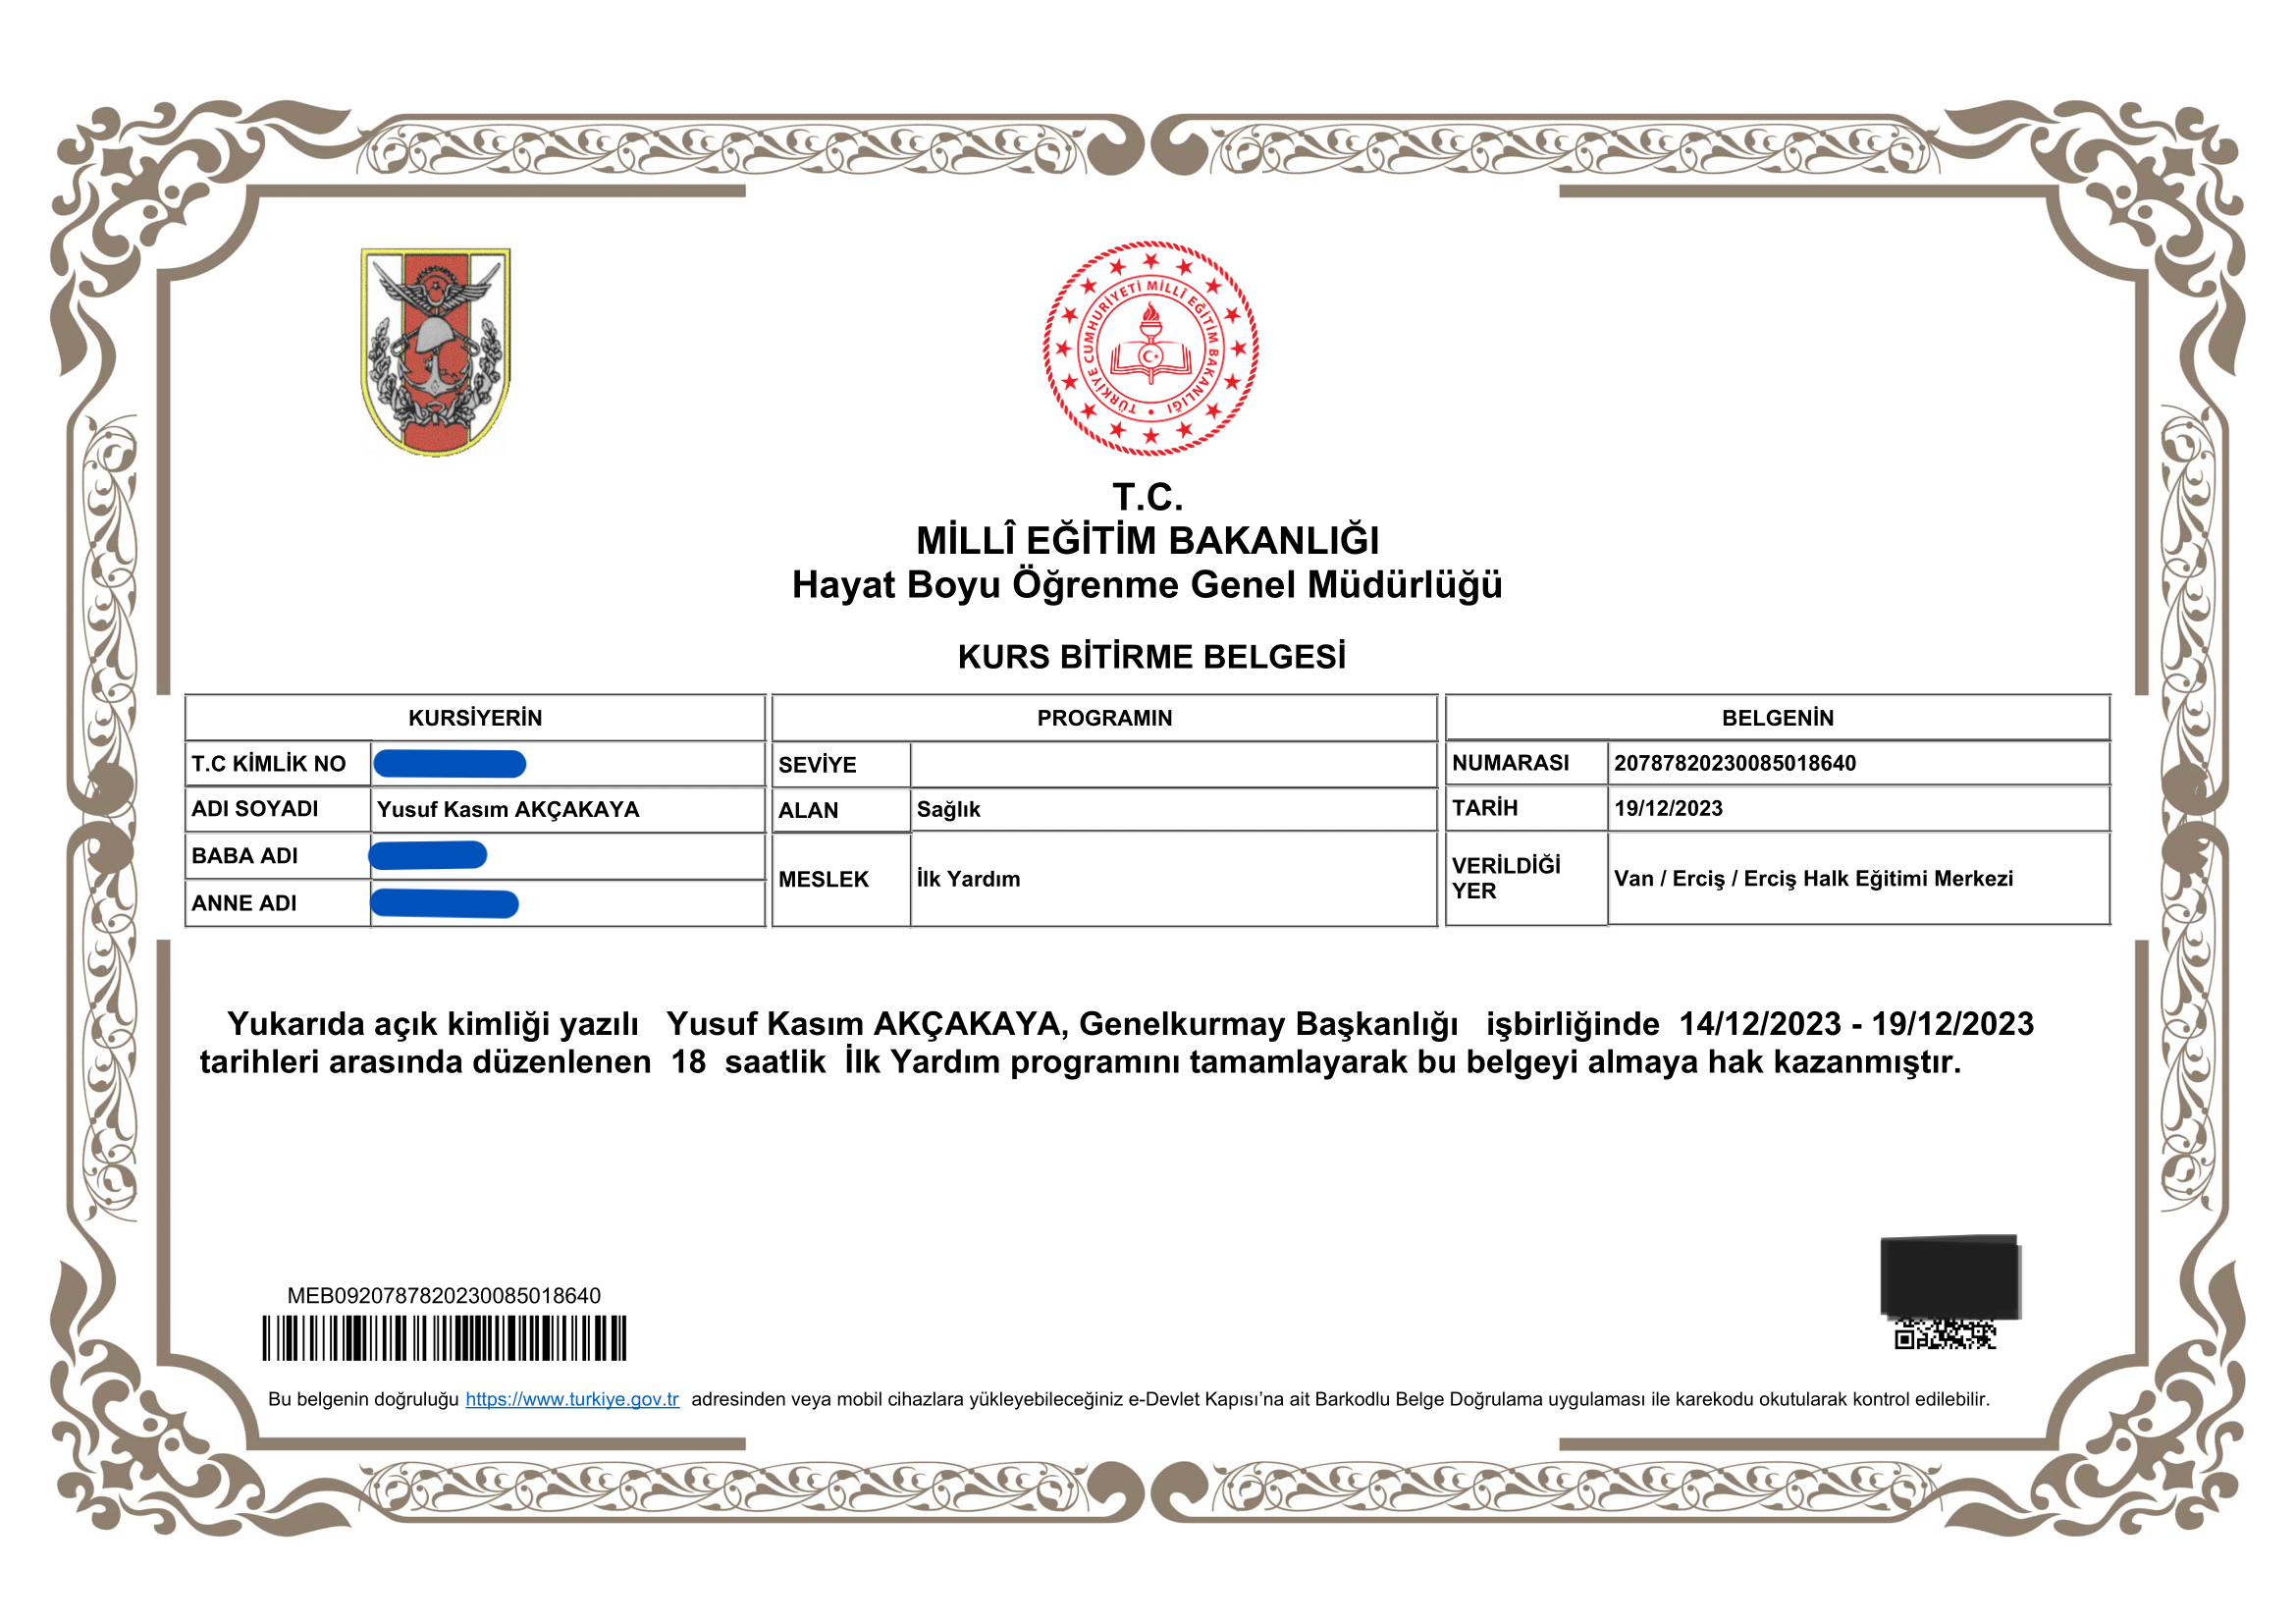 TÜRKİYE CUMHURİYETİ MİLLÎ EĞİTİM BAKANLIĞI
T.C.
MİLLÎ EĞİTİM BAKANLIĞI
Hayat Boyu Öğrenme Genel Müdürlüğü
KURS BİTİRME BELGESİ
KURSİYERİN
T.C KİMLİK NO
ADI SOYADI Yusuf Kasım AKÇAKAYA
BABA ADI
ANNE ADI
PROGRAMIN
SEVİYE
ALAN Sağlık
MESLEK İlk Yardım
BELGENİN
NUMARASI 20787820230085018640
TARİH 19/12/2023
VERİLDİĞİ
YER
Van / Erciş / Erciş Halk Eğitimi Merkezi
Yukarıda açık kimliği yazılı Yusuf Kasım AKÇAKAYA, Genelkurmay Başkanlığı işbirliğinde 14/12/2023 - 19/12/2023
tarihleri arasında düzenlenen 18 saatlik İlk Yardım programını tamamlayarak bu belgeyi almaya hak kazanmıştır.
MEB0920787820230085018640
Bu belgenin doğruluğu https://www.turkiye.gov.tr adresinden veya mobil cihazlara yükleyebileceğiniz e-Devlet Kapısı'na ait Barkodlu Belge Doğrulama uygulaması ile karekodu okutularak kontrol edilebilir.